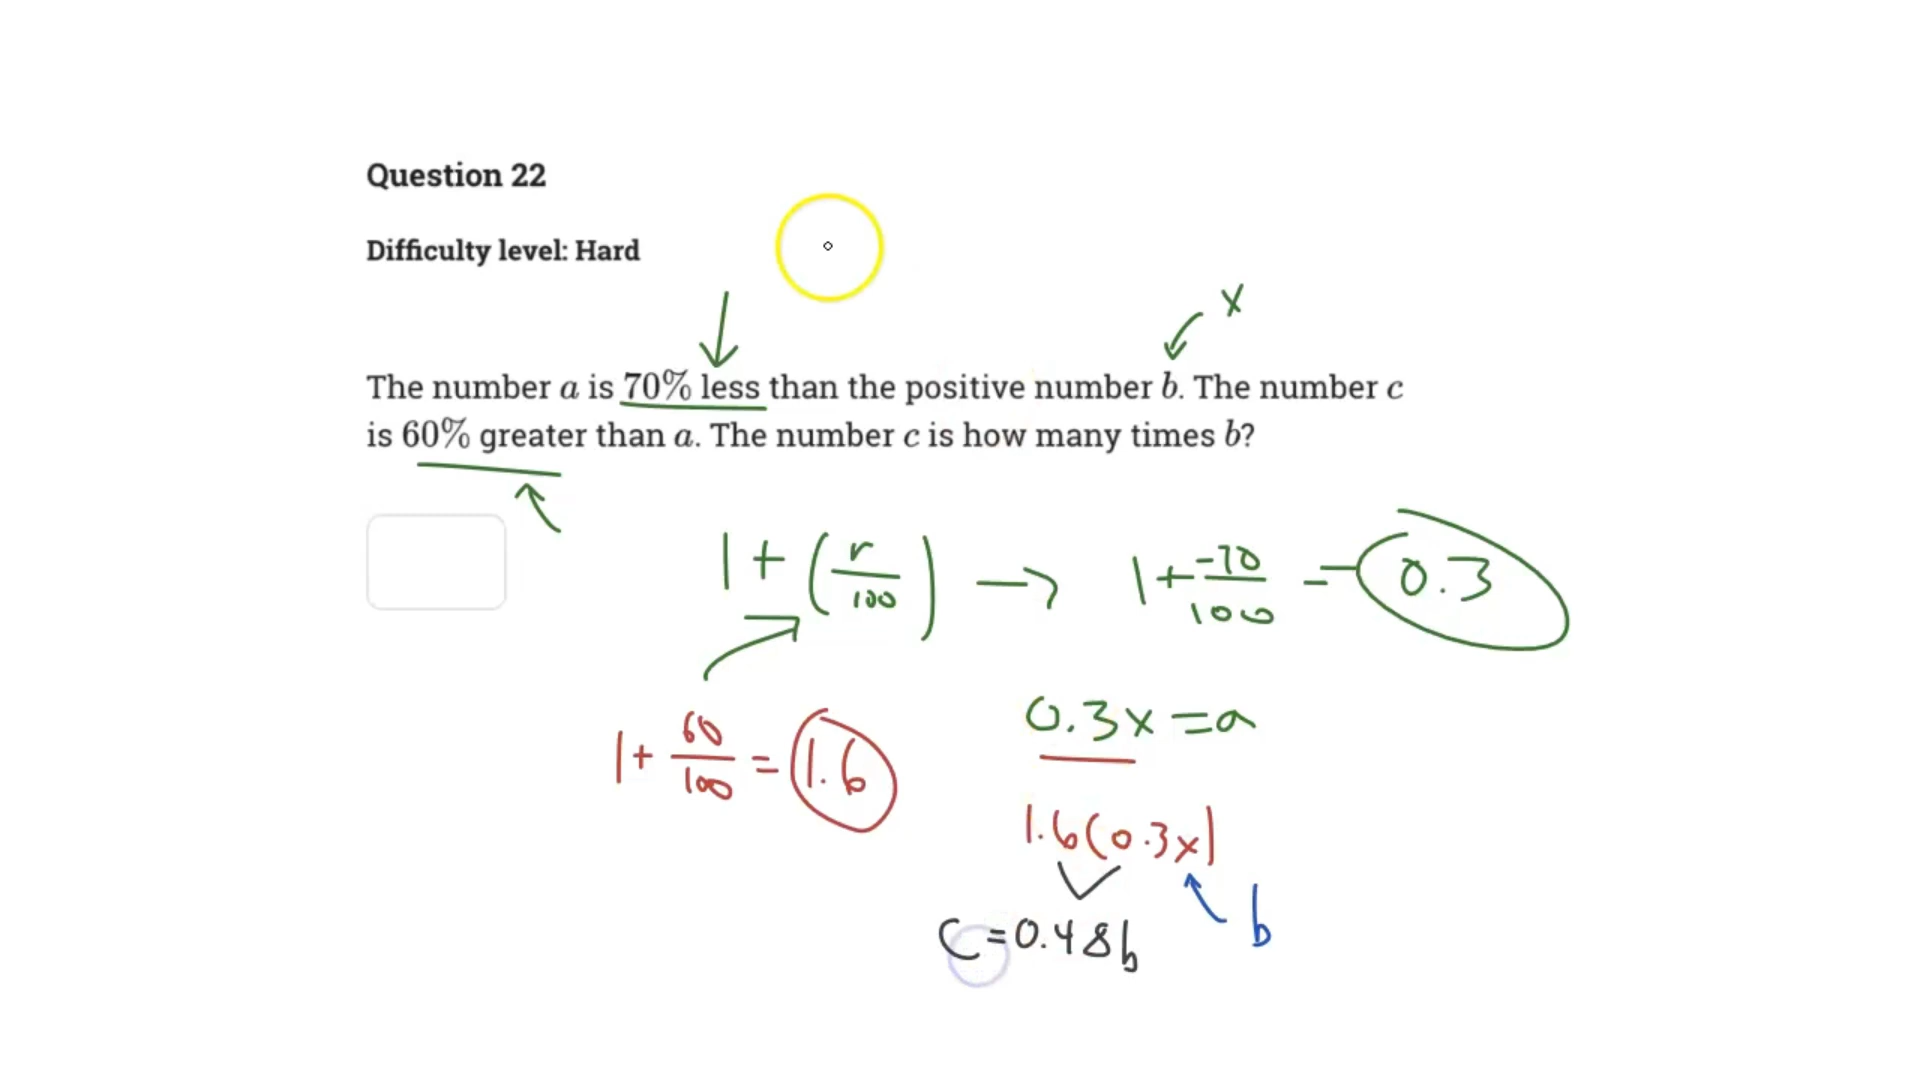 Question 22
Difficulty level: Hard
x
The number a is 70% less than the positive number b. The number c
is 60% greater than a. The number c is how many times b?
1 + (r/100) → 1 + -70/100 = 0.3
0.3x = a
1 + 60/100 = 1.6
1.6(0.3x)
b
C = 0.48b